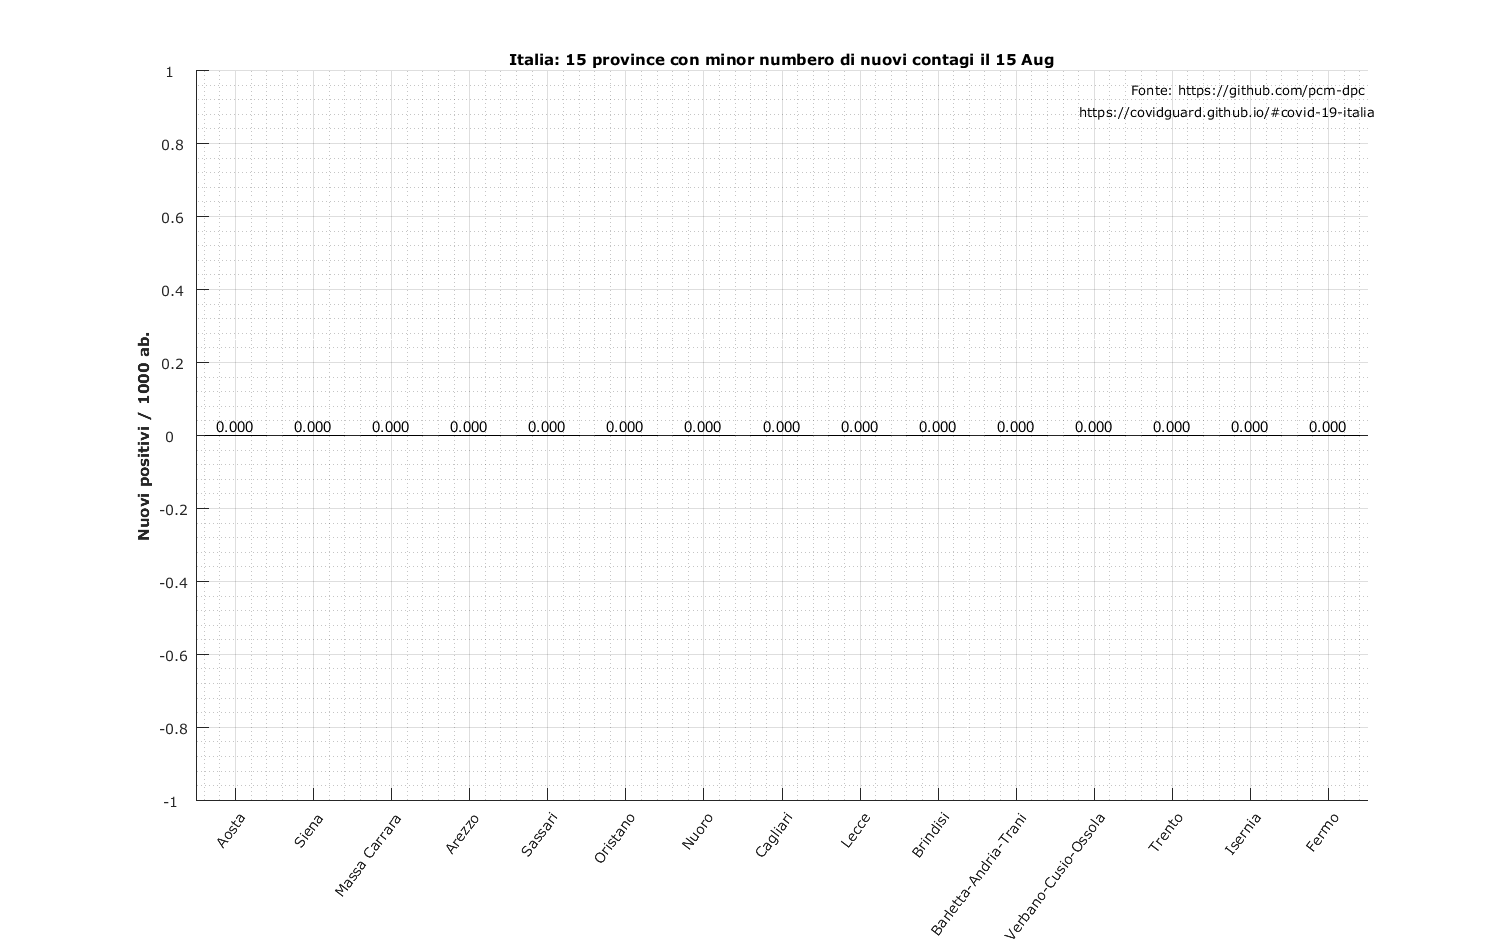 Italia: 15 province con minor numbero di nuovi contagi il 15 Aug
Fonte: https://github.com/pcm-dpc
https://covidguard.github.io/#covid-19-italia
Nuovi positivi / 1000 ab.
1
0.8
0.6
0.4
0.2
0
-0.2
-0.4
-0.6
-0.8
-1
0.000 0.000 0.000 0.000 0.000 0.000 0.000 0.000 0.000 0.000 0.000 0.000 0.000 0.000 0.000
Aosta
Siena
Massa Carrara
Arezzo
Sassari
Oristano
Nuoro
Cagliari
Lecce
Brindisi
Barletta-Andria-Trani
Verbano-Cusio-Ossola
Trento
Isernia
Fermo